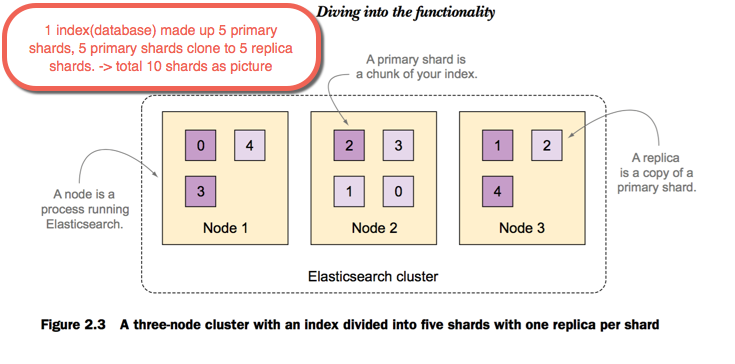 Diving into the functionality
1 index(database) made up 5 primary
shards, 5 primary shards clone to 5 replica
shards. -> total 10 shards as picture
A primary shard is
a chunk of your index.
0 4
3
Node 1
2 3
1 0
Node 2
1 2
4
Node 3
A node is a
process running
Elasticsearch.
A replica
is a copy of a
primary shard.
Elasticsearch cluster
Figure 2.3 A three-node cluster with an index divided into five shards with one replica per shard